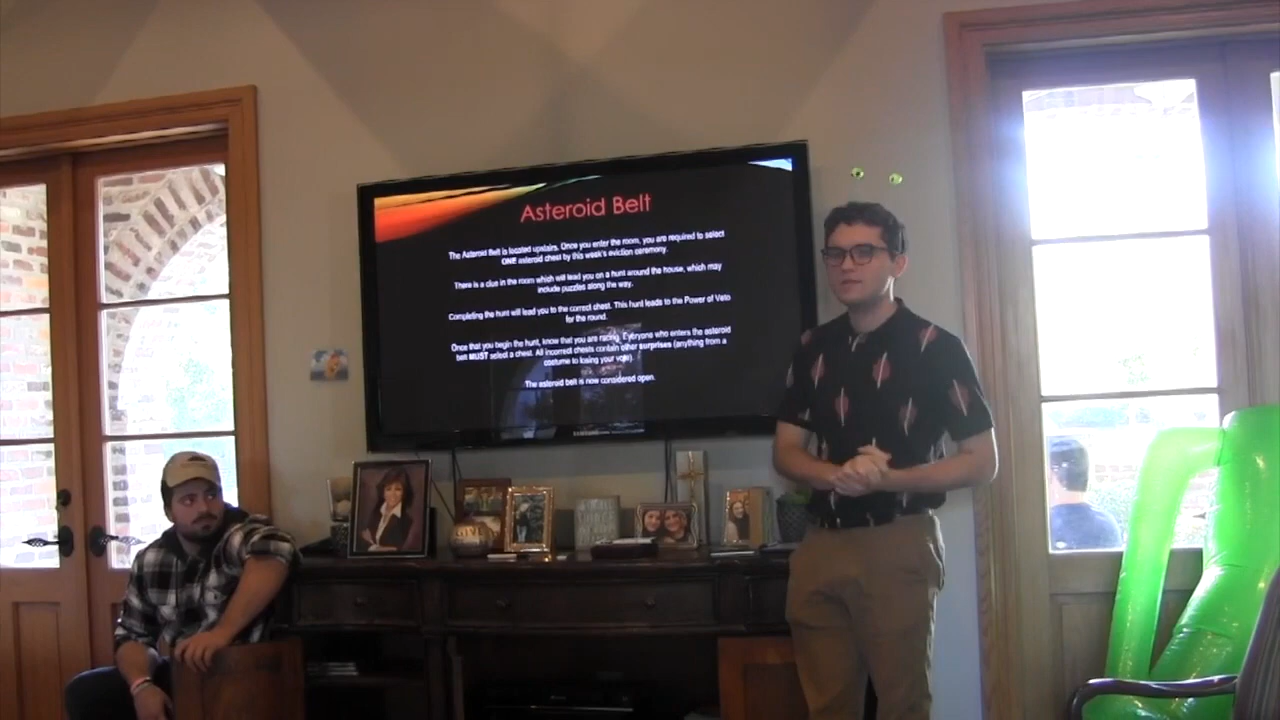 Asteroid Belt
The Asteroid Belt is located upstairs. Once you enter the room, you are required to select
ONE asteroid chest by this week's eviction ceremony.
There is a clue in the room which will lead you on a hunt around the house, which may
include puzzles along the way.
Completing the hunt will lead you to the correct chest. This hunt leads to the Power of Veto
for the round.
Once that you begin the hunt, know that you are racing. Everyone who enters the asteroid
belt MUST select a chest. All incorrect chests contain other surprises (anything from a
costume to losing your vote).
The asteroid belt is now considered open.
SAMSUNG
GIVE